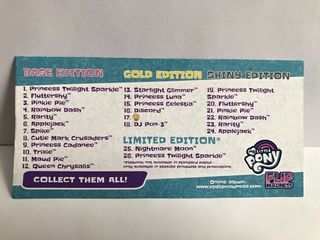 BASE EDITION
1. Princess Twilight Sparkle™
2. Fluttershy™
3. Pinkie Pie™
4. Rainbow Dash™
5. Rarity™
6. Applejack™
7. Spike™
8. Cutie Mark Crusaders™
9. Princess Cadance™
10. Trixie™
11. Maud Pie™
12. Queen Chrysalis™
COLLECT THEM ALL!
GOLD EDITION
13. Starlight Glimmer™
14. Princess Luna™
15. Princess Celestia™
16. Discord™
17.
18. DJ Pon-3™
SHINY EDITION
19. Princess Twilight Sparkle™
20. Fluttershy™
21. Pinkie Pie™
22. Rainbow Dash™
23. Rarity™
24. Applejack™
LIMITED EDITION*
25. Nightmare Moon™
26. Princess Twilight Sparkle™
Online album:
MY LITTLE
Pony
FLIP
MADNESS